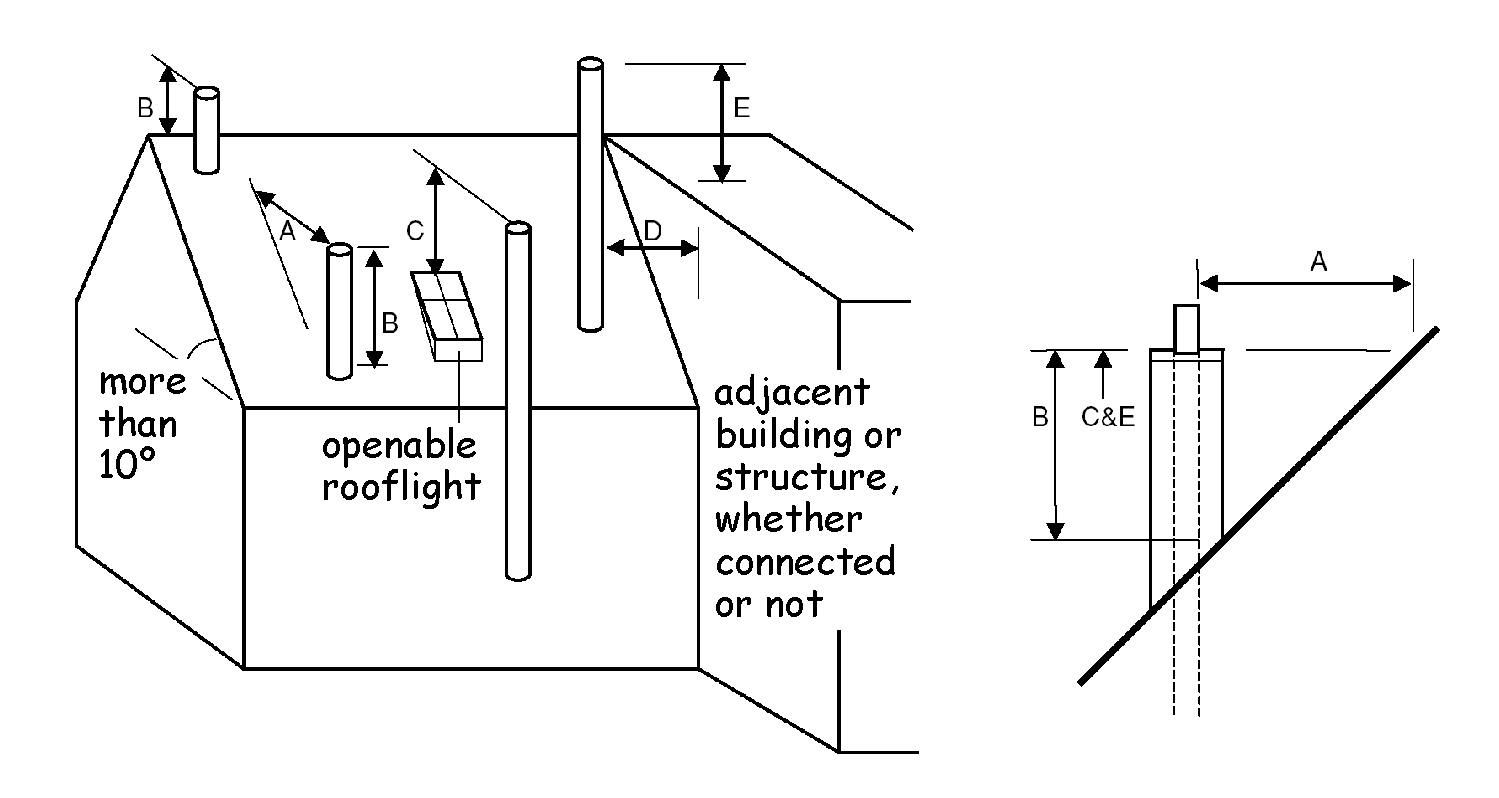 B
E
A
C
D
B
more
than
10°
openable
rooflight
adjacent
building or
structure,
whether
connected
or not
A
B
C&E